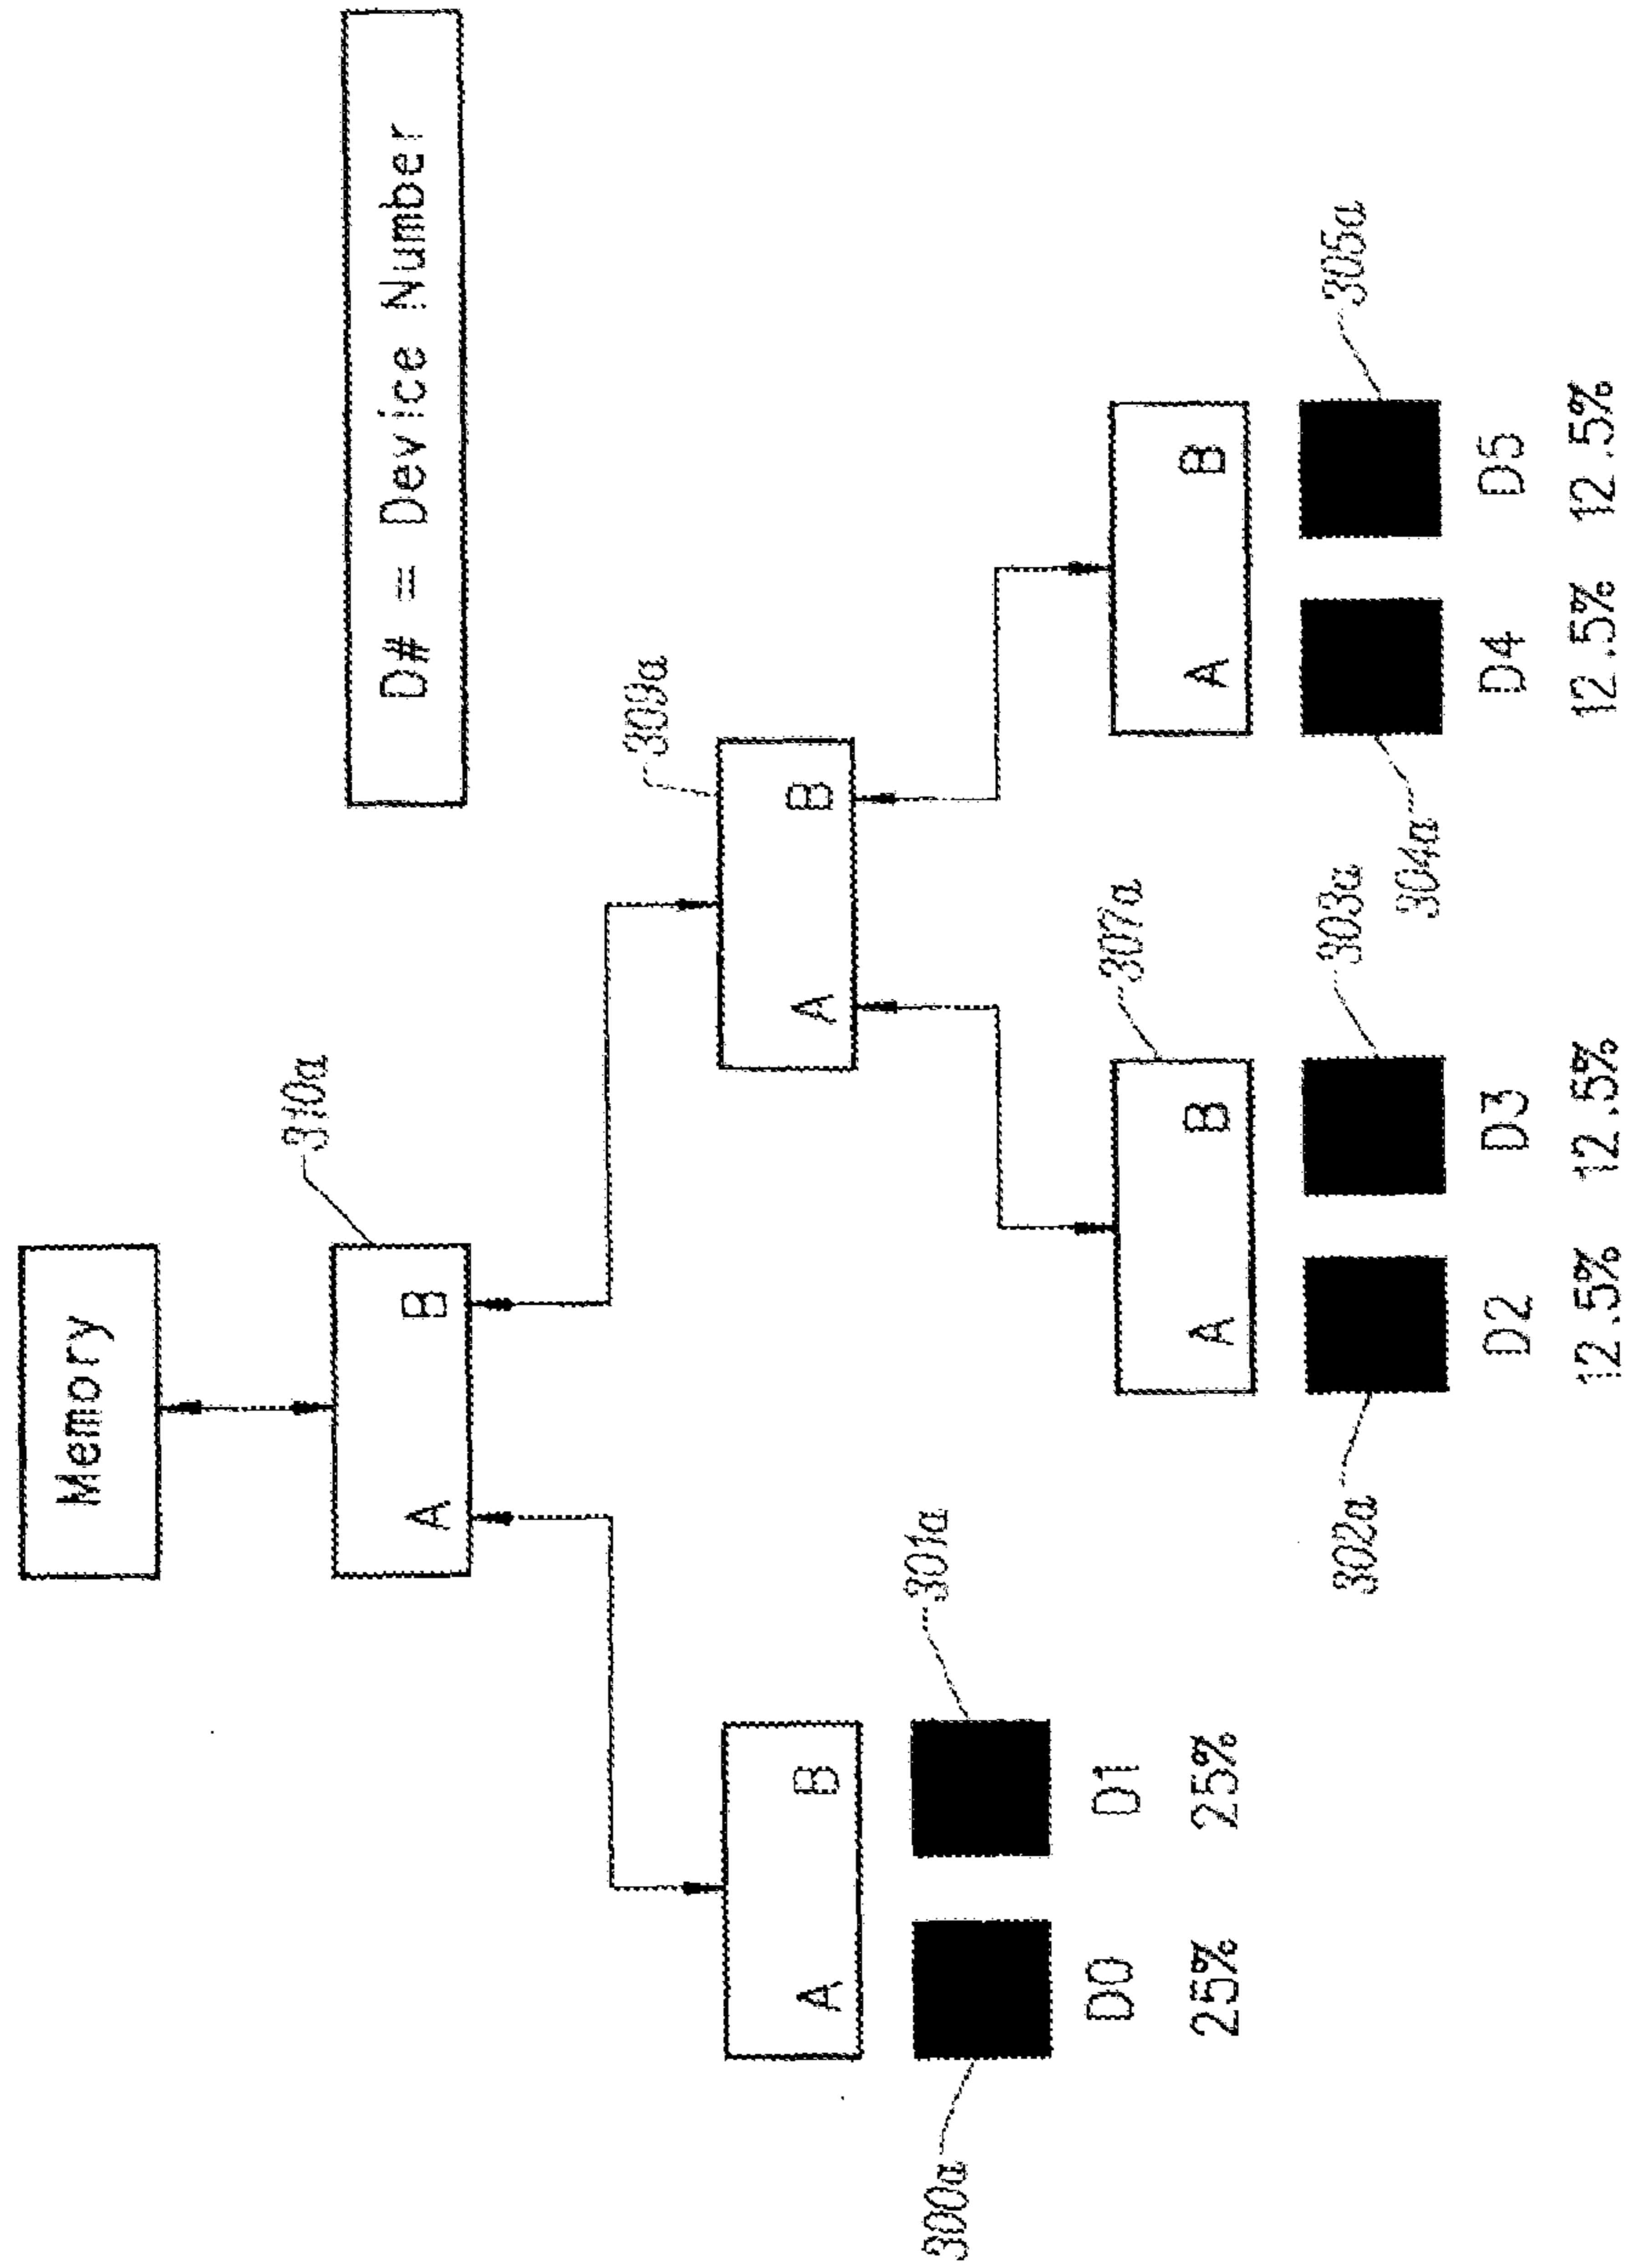 Memory
D# = Device Number
310a
A B
309a
A B
A B
300a
301a
D0 D1
25% 25%
307a
A B
A B
302a
303a
304a
305a
D2 D3 D4 D5
12.5% 12.5% 12.5% 12.5%